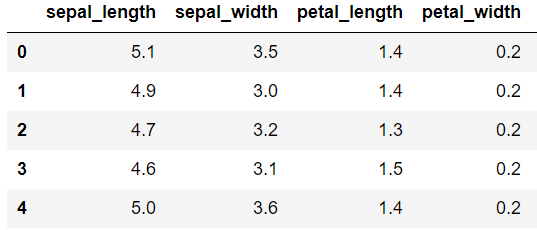 sepal_length sepal_width petal_length petal_width
0 5.1 3.5 1.4 0.2
1 4.9 3.0 1.4 0.2
2 4.7 3.2 1.3 0.2
3 4.6 3.1 1.5 0.2
4 5.0 3.6 1.4 0.2